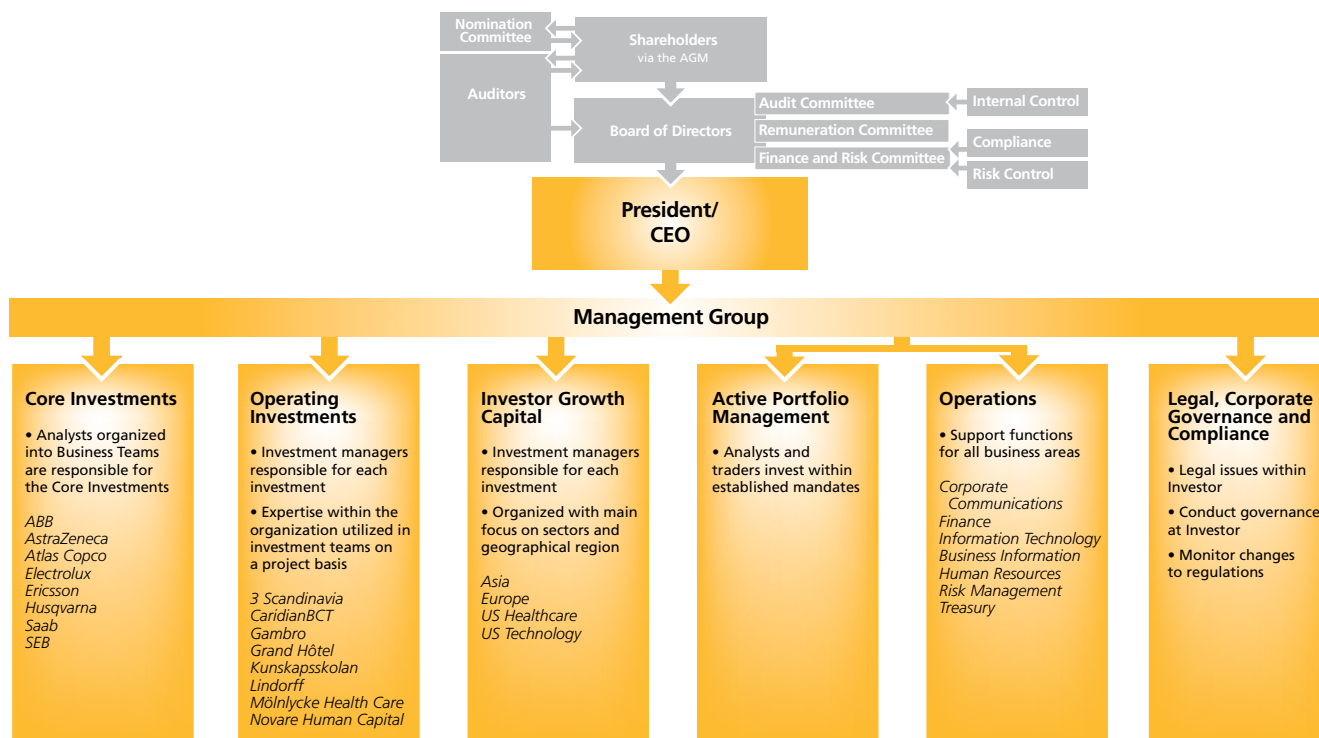 Nomination
Committee
Shareholders
via the AGM
Auditors
Board of Directors
Audit Committee
Remuneration Committee
Finance and Risk Committee
Internal Control
Compliance
Risk Control
President/
CEO
Management Group
Core Investments
• Analysts organized
into Business Teams
are responsible for
the Core Investments
ABB
AstraZeneca
Atlas Copco
Electrolux
Ericsson
Husqvarna
Saab
SEB
Operating
Investments
• Investment managers
responsible for each
investment
• Expertise within the
organization utilized in
investment teams on
a project basis
3 Scandinavia
CaridianBCT
Gambro
Grand Hôtel
Kunskapsskolan
Lindorff
Mölnlycke Health Care
Novare Human Capital
Investor Growth
Capital
• Investment managers
responsible for each
investment
• Organized with main
focus on sectors and
geographical region
Asia
Europe
US Healthcare
US Technology
Active Portfolio
Management
• Analysts and
traders invest within
established mandates
Operations
• Support functions
for all business areas
Corporate
Communications
Finance
Information Technology
Business Information
Human Resources
Risk Management
Treasury
Legal, Corporate
Governance and
Compliance
• Legal issues within
Investor
• Conduct governance
at Investor
• Monitor changes
to regulations